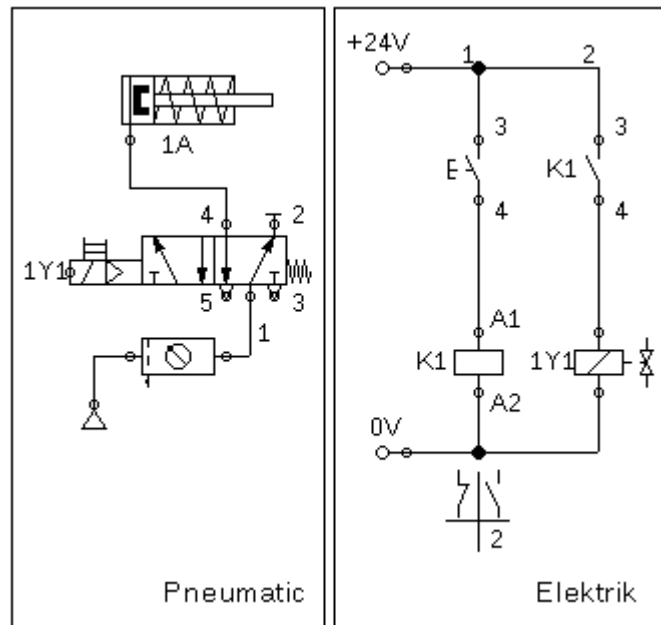 1A
4 2
1Y1
5 3
1
Pneumatic
+24V 1 2
3 3
E K1
4 4
A1
K1 1Y1
A2
0V
2
Elektrik